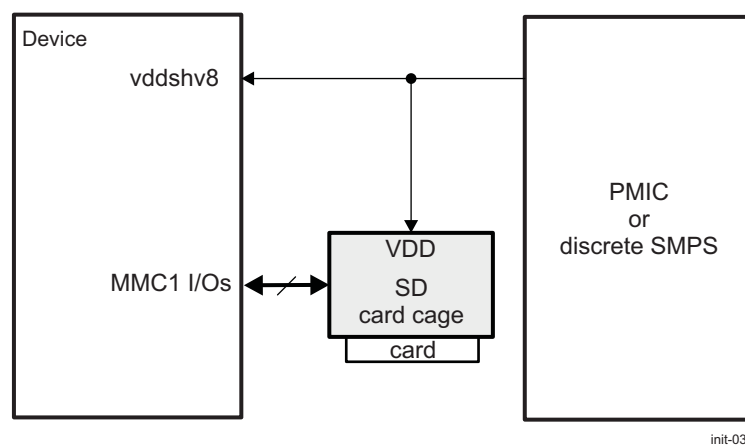 Device
vddshv8
PMIC
or
discrete SMPS
VDD
SD
card cage
MMC1 I/Os
card
init-03